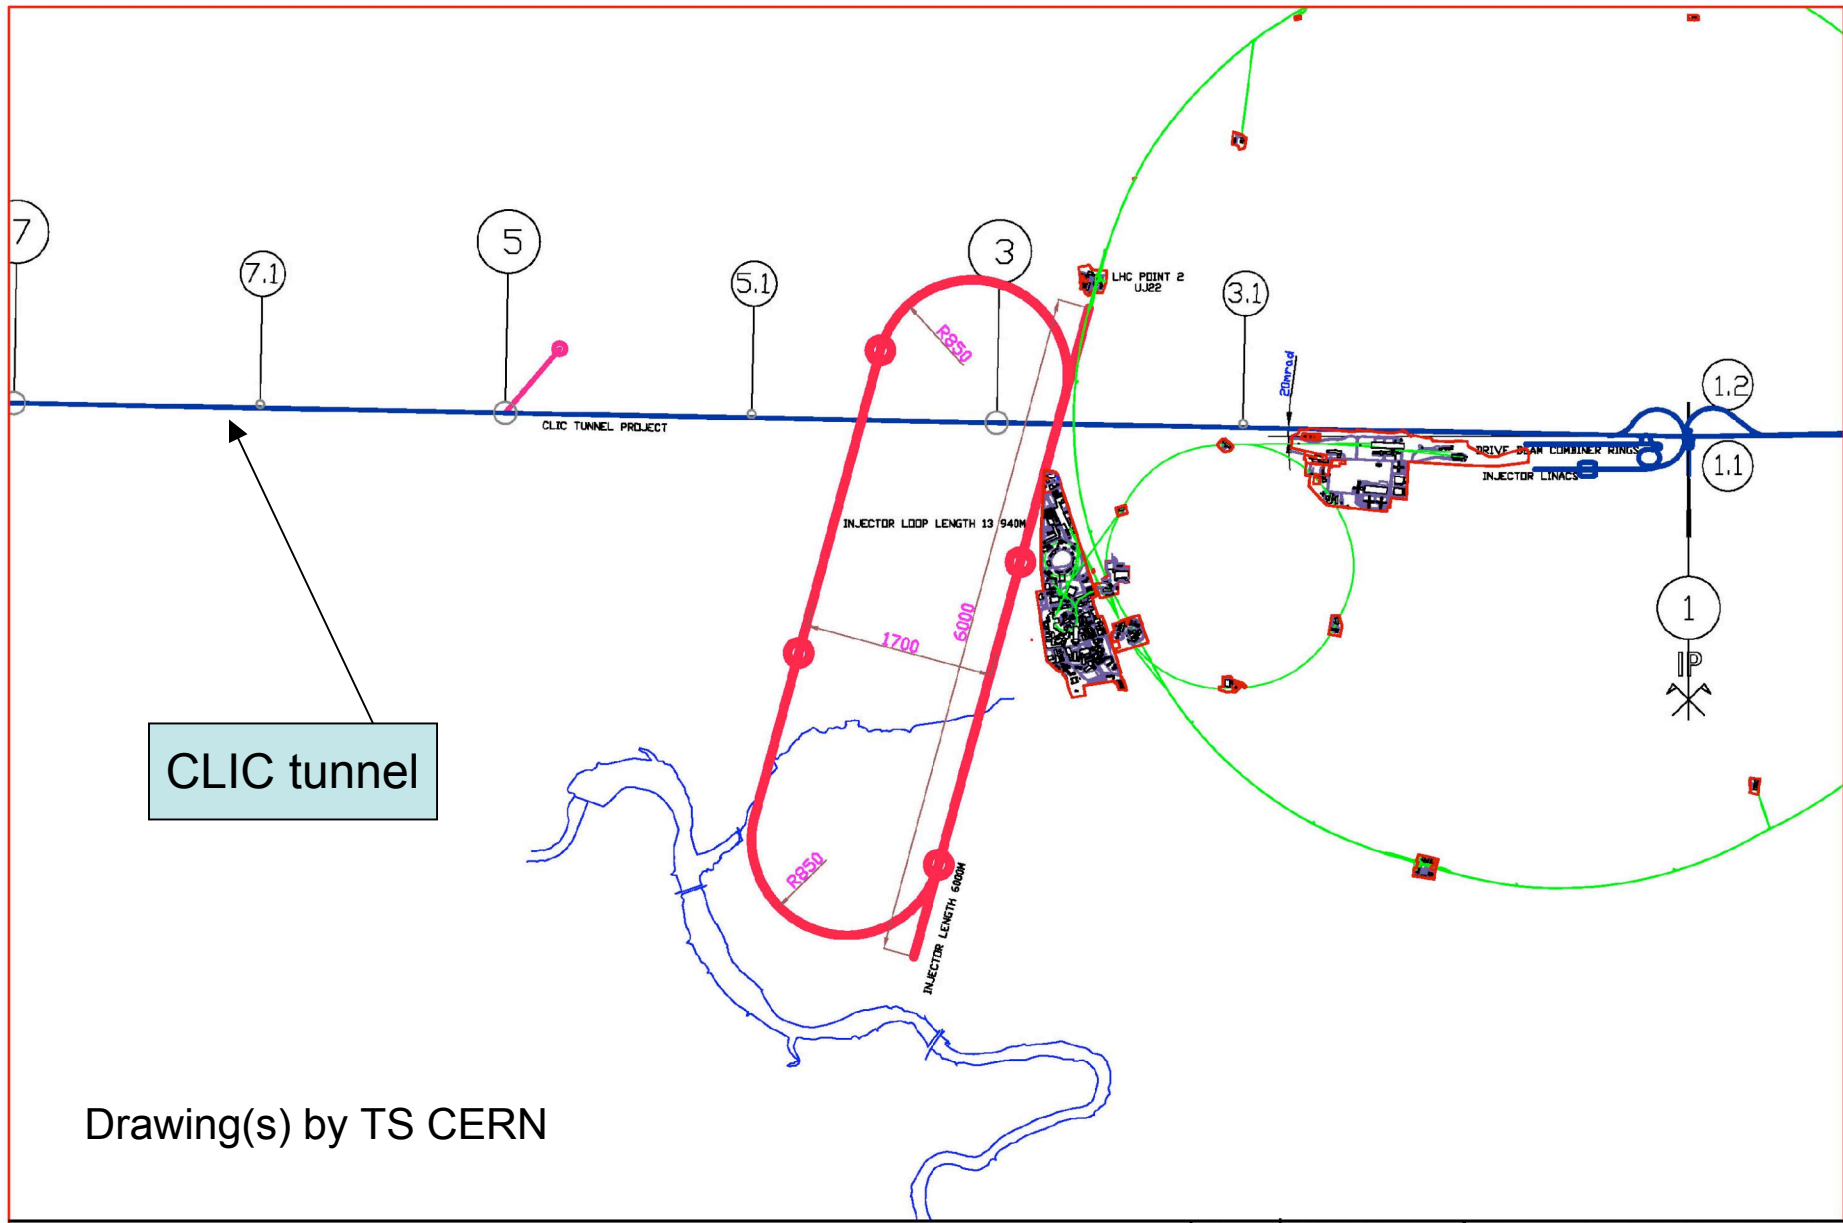 7
7.1
5
5.1
3
3.1
LHC POINT 2
UJ22
R850
20mrad
1.2
CLIC TUNNEL PROJECT
DRIVE BEAM COMBINER RINGS
1.1
INJECTOR LINACS
INJECTOR LOOP LENGTH 13 940M
6000
1700
1
IP
CLIC tunnel
R850
INJECTOR LENGTH 6000M
Drawing(s) by TS CERN